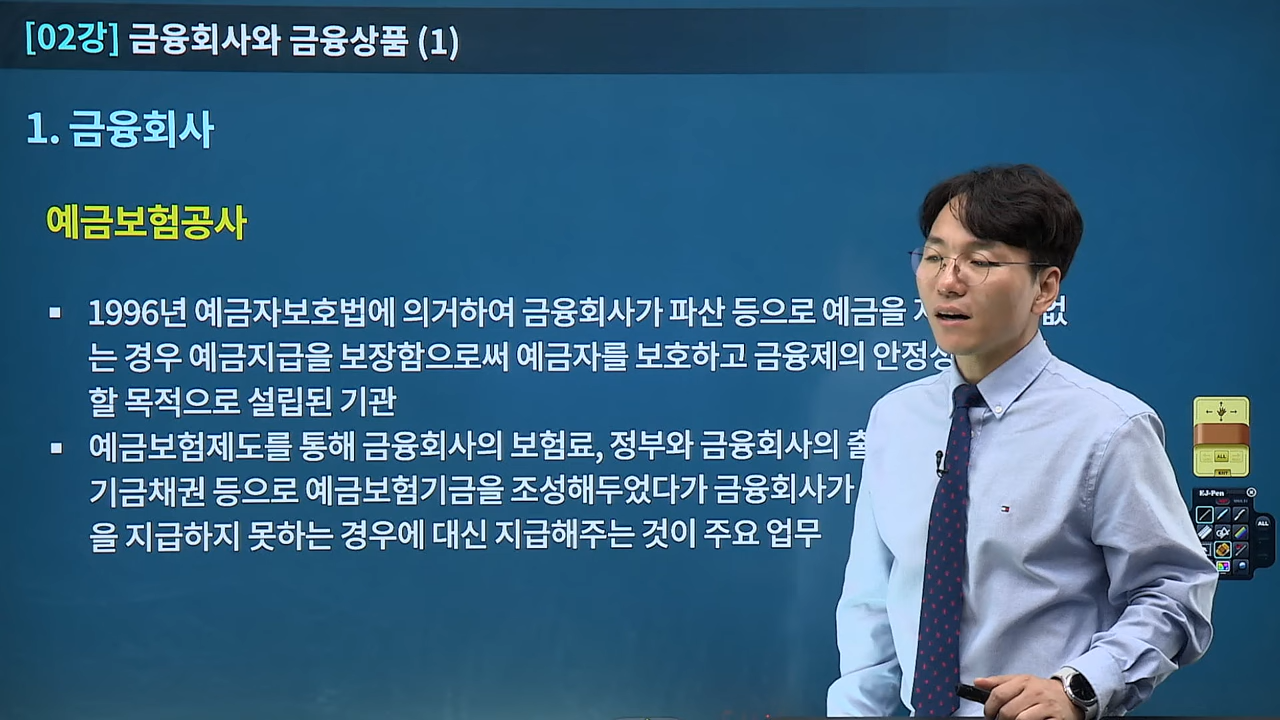 [02강] 금융회사와 금융상품 (1)
1. 금융회사
예금보험공사
▪ 1996년 예금자보호법에 의거하여 금융회사가 파산 등으로 예금을 없
는 경우 예금지급을 보장함으로써 예금자를 보호하고 금융제의 안정성
할 목적으로 설립된 기관
▪ 예금보험제도를 통해 금융회사의 보험료, 정부와 금융회사의 출
기금채권 등으로 예금보험기금을 조성해두었다가 금융회사가
을 지급하지 못하는 경우에 대신 지급해주는 것이 주요 업무
ALL
EXIT
EJ-Pen
ALL